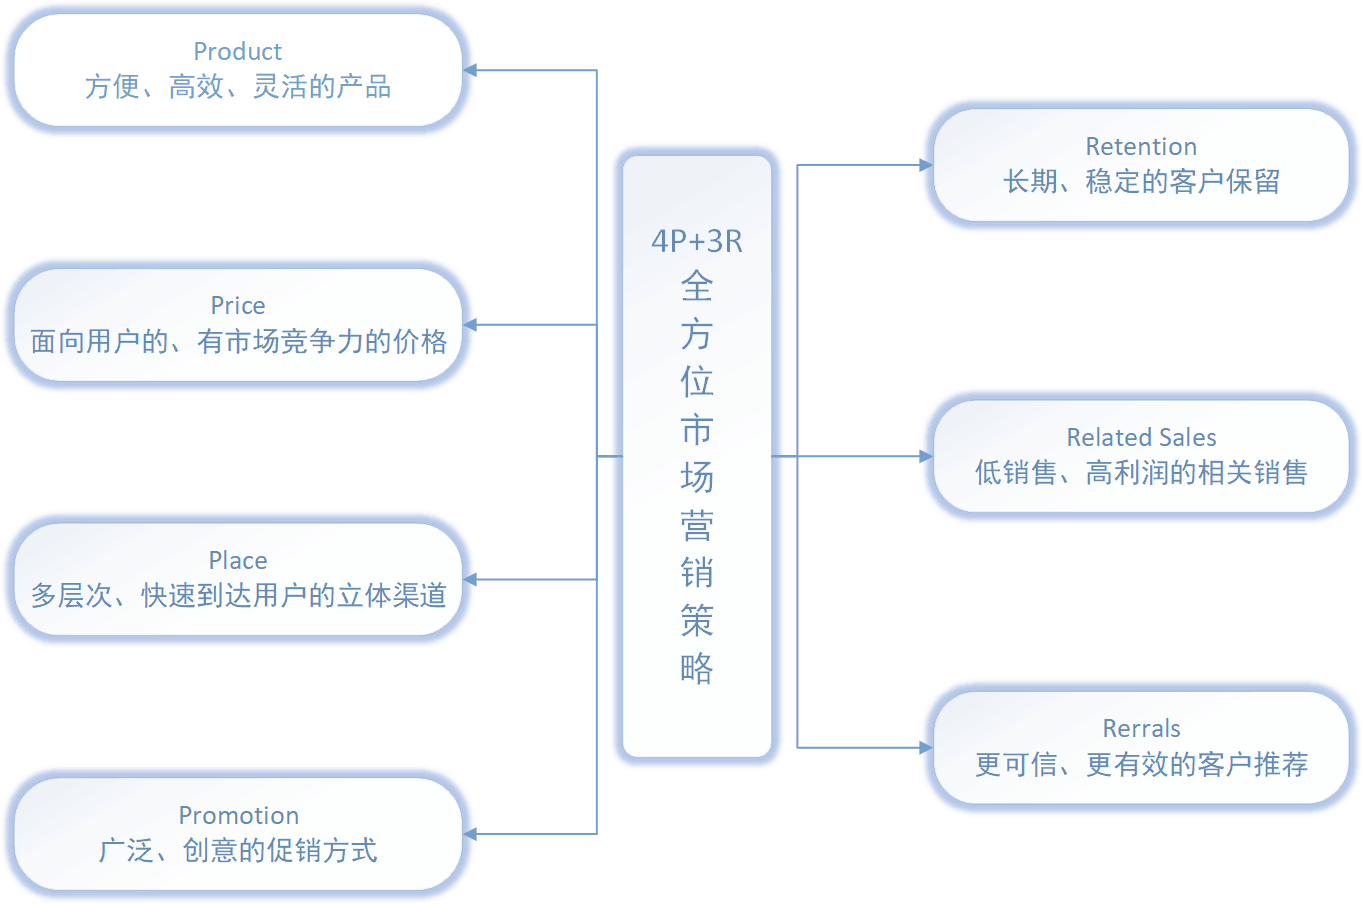 Product
方便、高效、灵活的产品
Price
面向用户的、有市场竞争力的价格
Place
多层次、快速到达用户的立体渠道
Promotion
广泛、创意的促销方式
4P+3R
全
方
位
市
场
营
销
策
略
Retention
长期、稳定的客户保留
Related Sales
低销售、高利润的相关销售
Rerrals
更可信、更有效的客户推荐